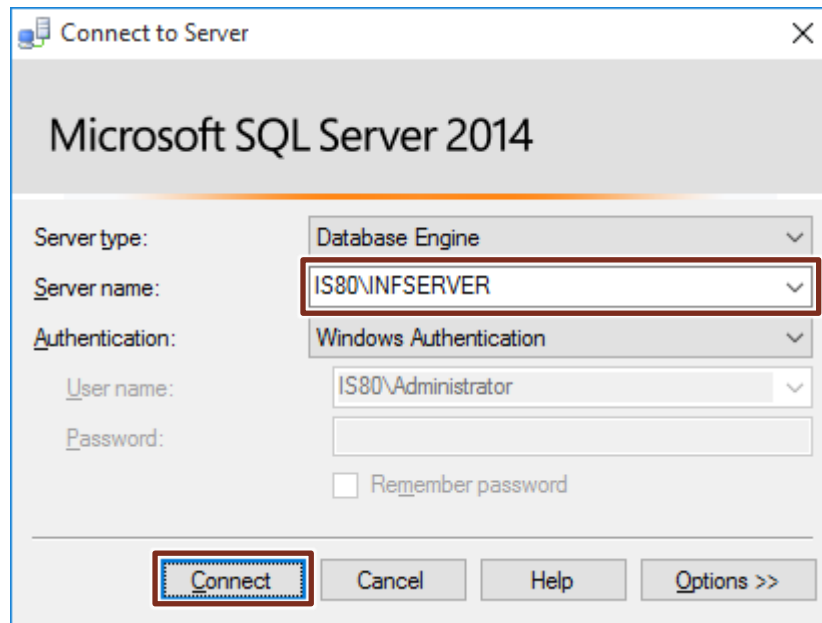 Connect to Server
Microsoft SQL Server 2014
Server type: Database Engine
Server name: IS80\INFSERVER
Authentication: Windows Authentication
User name: IS80\Administrator
Password:
Remember password
Connect Cancel Help Options >>